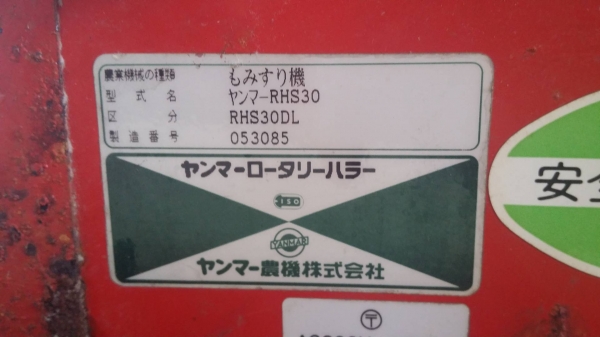 農業機械の種類 もみすり機
型式名 ヤンマーRHS30
区分 RHS30DL
製造番号 053085
ヤンマーロータリーハラー
ISO
YANMAR
ヤンマー農機株式会社
安全
〒